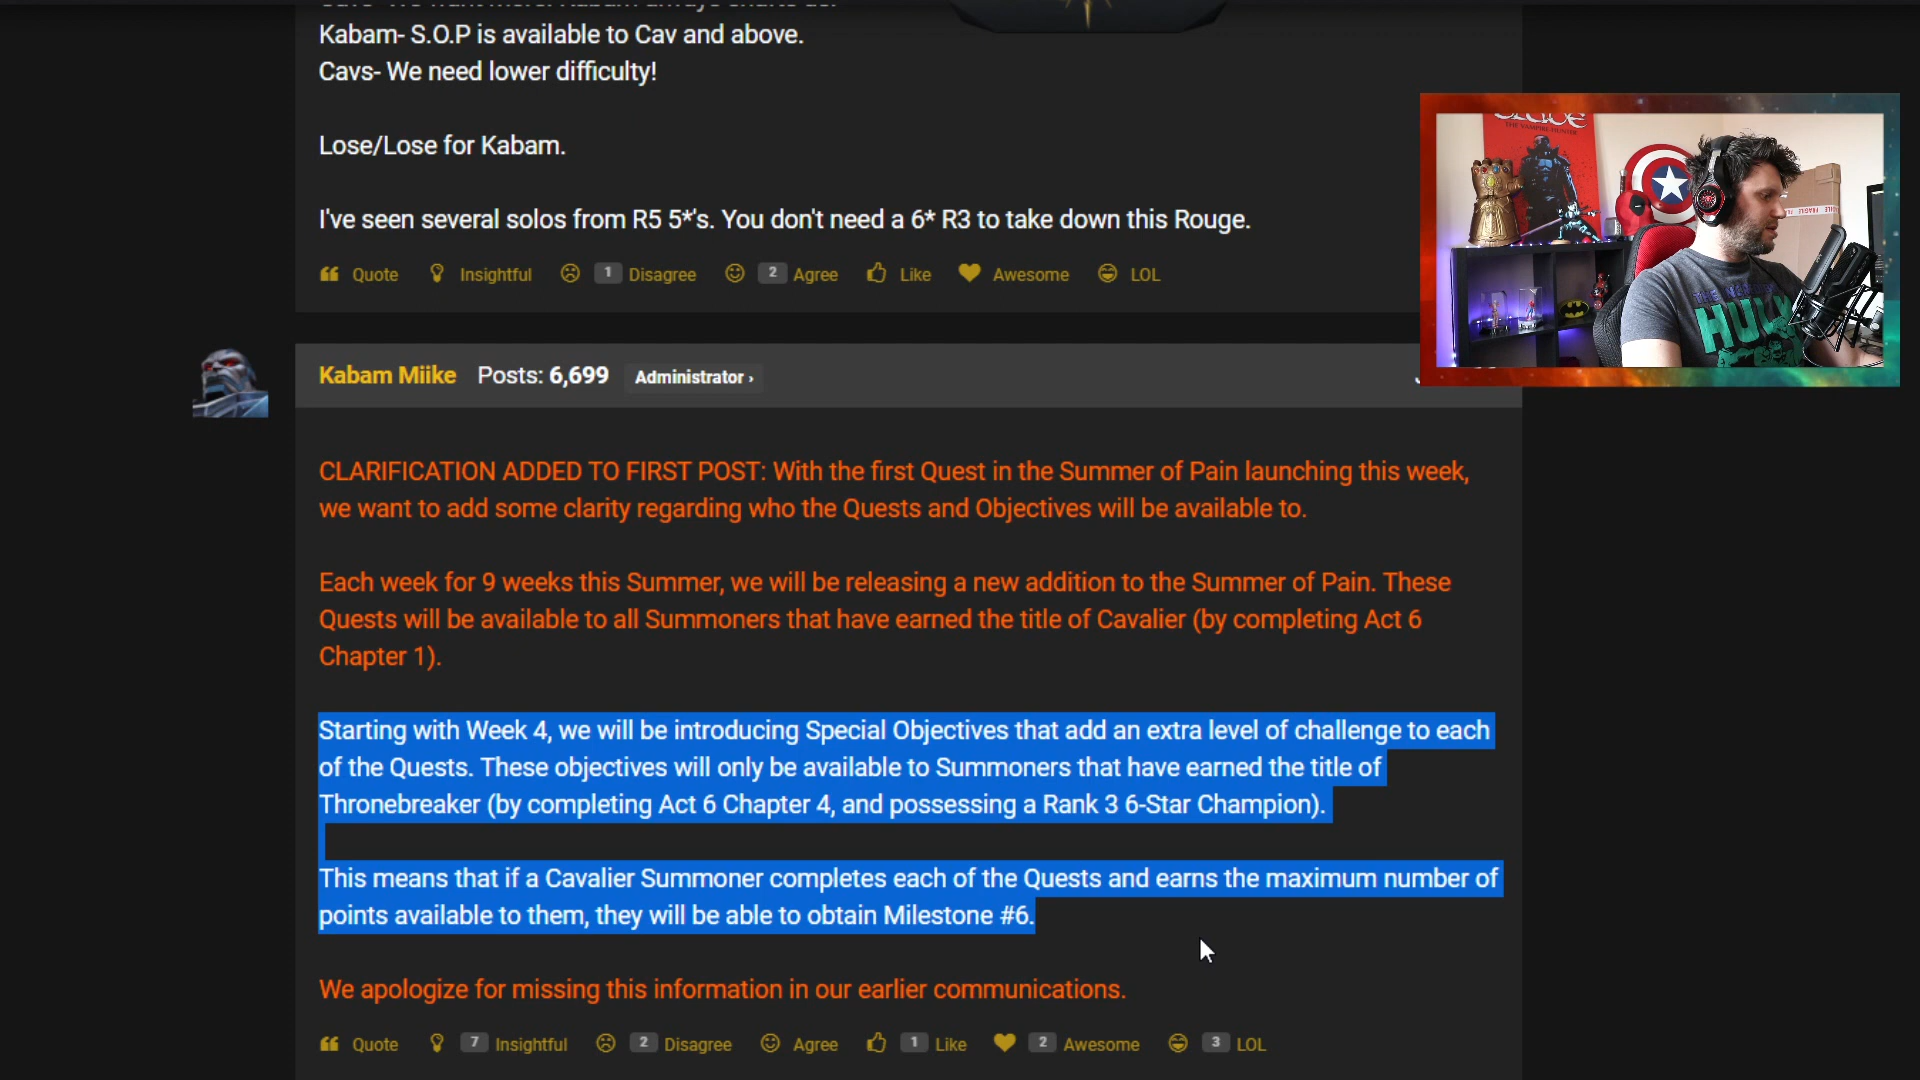 Kabam- S.O.P is available to Cav and above.
Cavs- We need lower difficulty!
Lose/Lose for Kabam.
I've seen several solos from R5 5*'s. You don't need a 6* R3 to take down this Rouge.
Quote Insightful 1 Disagree 2 Agree Like Awesome LOL
THE VAMPIRE HUNTER
FRAGILE
HULK
Kabam Miike Posts: 6,699 Administrator ›
CLARIFICATION ADDED TO FIRST POST: With the first Quest in the Summer of Pain launching this week,
we want to add some clarity regarding who the Quests and Objectives will be available to.
Each week for 9 weeks this Summer, we will be releasing a new addition to the Summer of Pain. These
Quests will be available to all Summoners that have earned the title of Cavalier (by completing Act 6
Chapter 1).
Starting with Week 4, we will be introducing Special Objectives that add an extra level of challenge to each
of the Quests. These objectives will only be available to Summoners that have earned the title of
Thronebreaker (by completing Act 6 Chapter 4, and possessing a Rank 3 6-Star Champion).
This means that if a Cavalier Summoner completes each of the Quests and earns the maximum number of
points available to them, they will be able to obtain Milestone #6.
We apologize for missing this information in our earlier communications.
Quote 7 Insightful 2 Disagree Agree 1 Like 2 Awesome 3 LOL